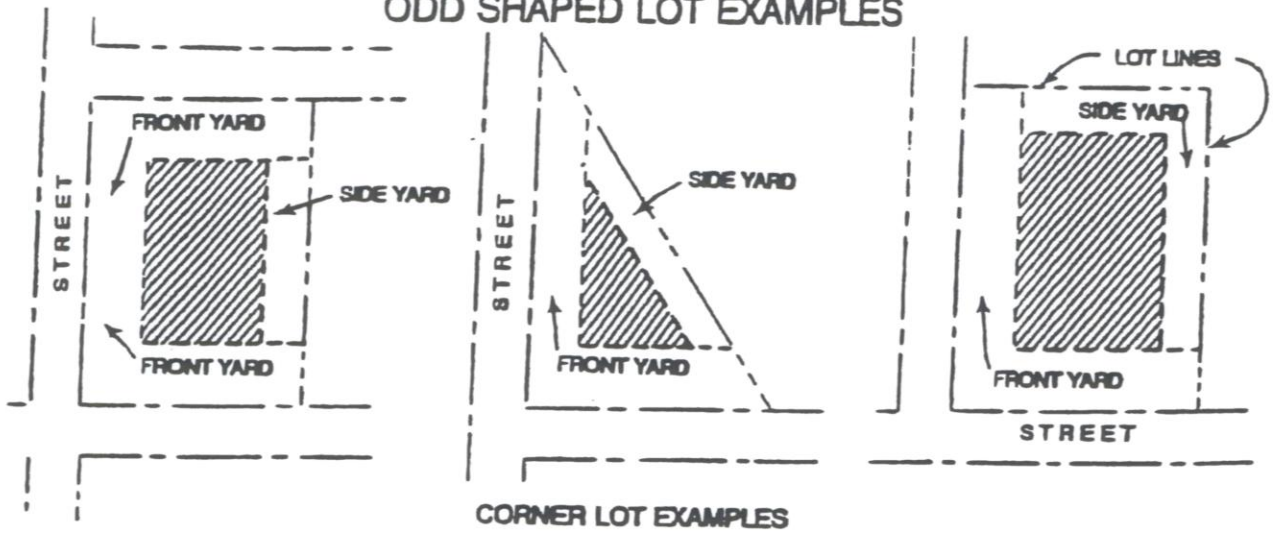 ODD SHAPED LOT EXAMPLES
FRONT YARD
STREET
SIDE YARD
FRONT YARD
SIDE YARD
STREET
FRONT YARD
LOT LINES
SIDE YARD
FRONT YARD
STREET
CORNER LOT EXAMPLES